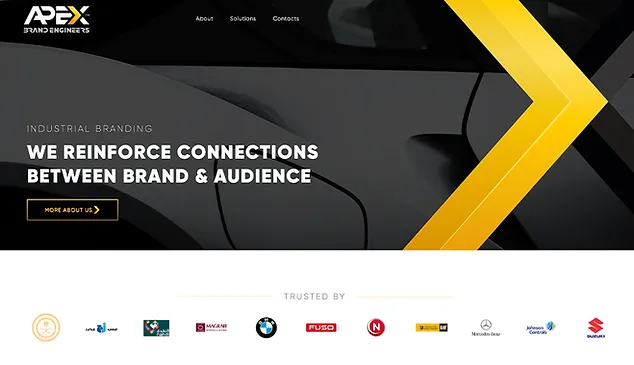 APEX
BRAND ENGINEERS
About
Solutions
Contacts
INDUSTRIAL BRANDING
WE REINFORCE CONNECTIONS
BETWEEN BRAND & AUDIENCE
MORE ABOUT US
TRUSTED BY
MAGRABI
BMW
FUSO
N
CAT
Mercedes-Benz
Johnson
Controls
SUZUKI